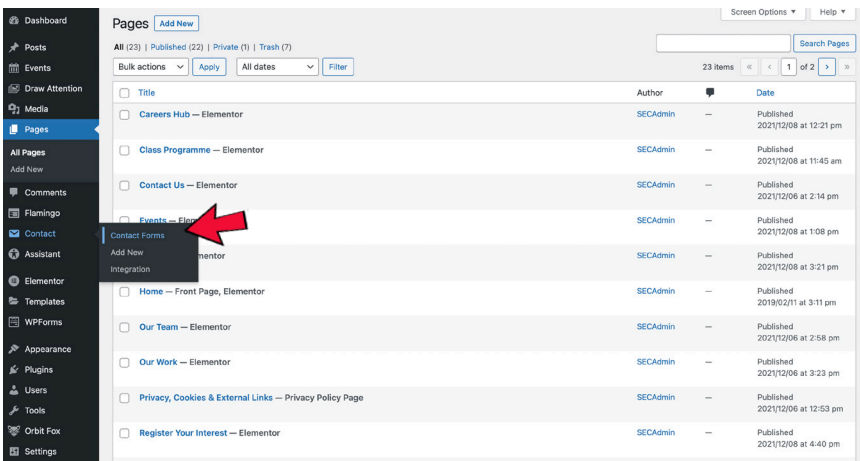 Dashboard
Posts
Events
Draw Attention
Media
Pages
All Pages
Add New
Comments
Flamingo
Contact
Assistant
Elementor
Templates
WPForms
Appearance
Plugins
Users
Tools
Orbit Fox
Settings
Contact Forms
Add New
Integration
Screen Options ▼ Help ▼
Pages Add New
All (23) | Published (22) | Private (1) | Trash (7)
Search Pages
Bulk actions Apply All dates Filter 23 items « ‹ 1 of 2 › »
Title Author Date
Careers Hub — Elementor SECAdmin — Published
2021/12/08 at 12:21 pm
Class Programme — Elementor SECAdmin — Published
2021/12/08 at 11:45 am
Contact Us — Elementor SECAdmin — Published
2021/12/06 at 2:14 pm
Events — Elem SECAdmin — Published
2021/12/08 at 1:08 pm
mentor SECAdmin — Published
2021/12/08 at 3:21 pm
Home — Front Page, Elementor SECAdmin — Published
2019/02/11 at 3:11 pm
Our Team — Elementor SECAdmin — Published
2021/12/06 at 2:58 pm
Our Work — Elementor SECAdmin — Published
2021/12/06 at 3:23 pm
Privacy, Cookies & External Links — Privacy Policy Page SECAdmin — Published
2021/12/06 at 12:53 pm
Register Your Interest — Elementor SECAdmin — Published
2021/12/08 at 4:40 pm